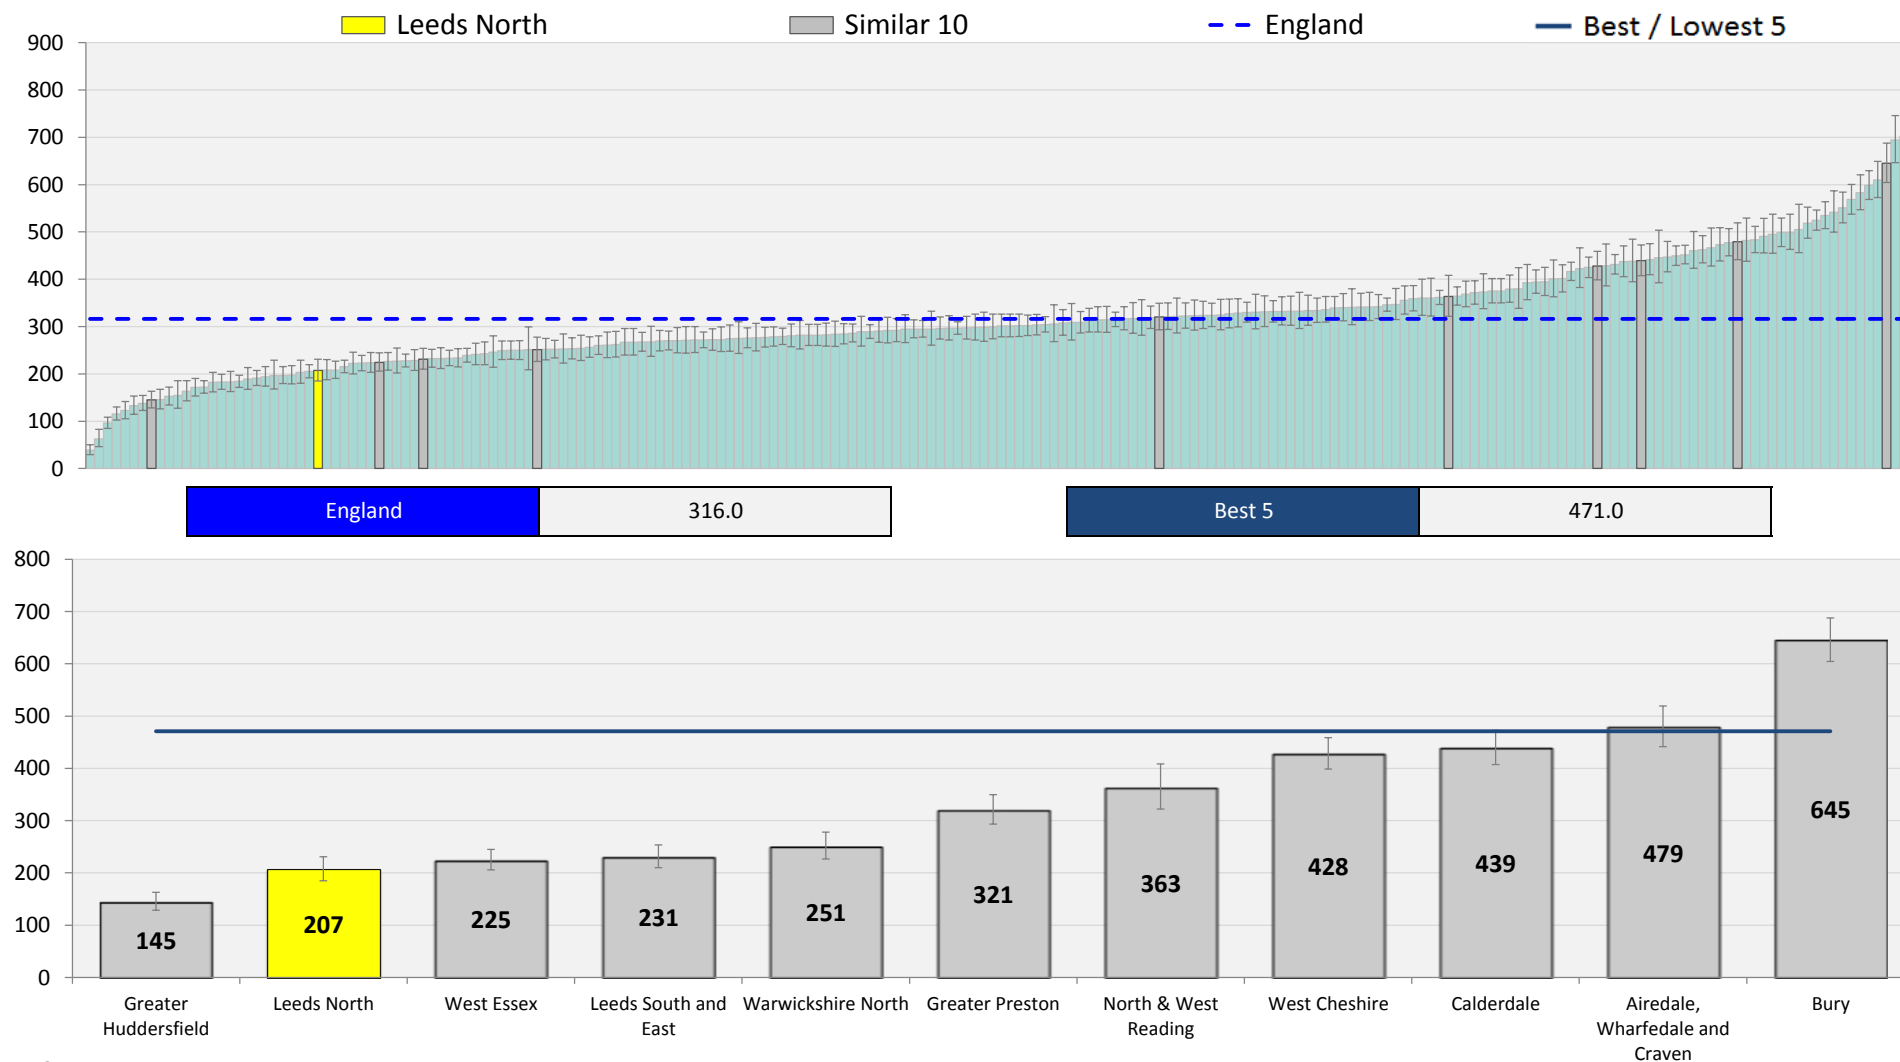 Leeds North
Similar 10
England
Best / Lowest 5
900
800
700
600
500
400
300
200
100
0
England
316.0
Best 5
471.0
800
700
600
500
400
300
200
100
0
145
207
225
231
251
321
363
428
439
479
645
Greater
Huddersfield
Leeds North
West Essex
Leeds South and
East
Warwickshire North
Greater Preston
North & West
Reading
West Cheshire
Calderdale
Airedale,
Wharfedale and
Craven
Bury